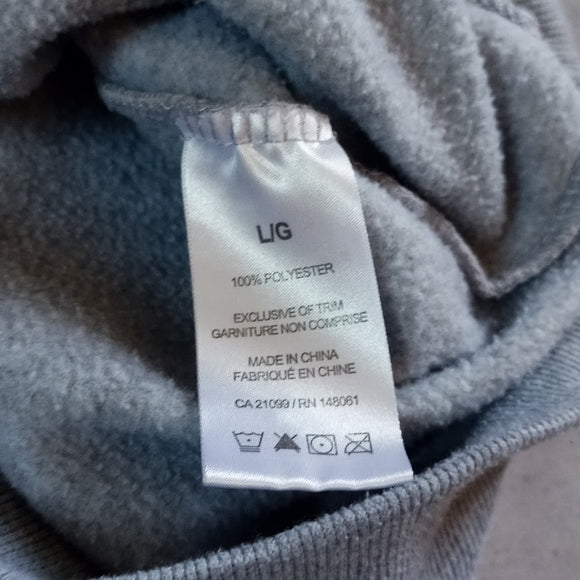 L/G
100% POLYESTER
EXCLUSIVE OF TRIM
GARNITURE NON COMPRISE
MADE IN CHINA
FABRIQUÉ EN CHINE
CA 21099 / RN 148061